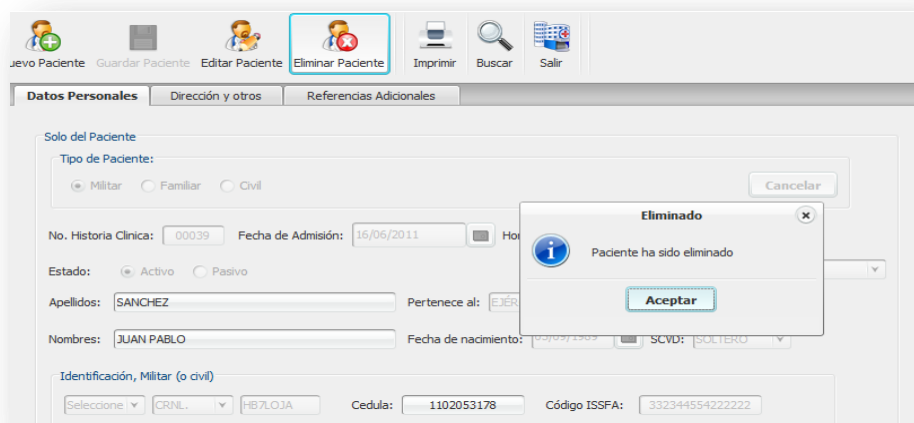 uevo Paciente Guardar Paciente Editar Paciente Eliminar Paciente Imprimir Buscar Salir
Datos Personales Dirección y otros Referencias Adicionales
Solo del Paciente
Tipo de Paciente:
Militar Familiar Civil Cancelar
Eliminado
No. Historia Clinica: 00039 Fecha de Admisión: 16/06/2011 Hor
Paciente ha sido eliminado
Estado: Activo Pasivo
Aceptar
Apellidos: SANCHEZ Pertenece al: EJÉR
Nombres: JUAN PABLO Fecha de nacimiento: SCVD: SOLTERO
Identificación, Militar (o civil)
Seleccione CRNL. HB7LOJA Cedula: 1102053178 Código ISSFA: 332344554222222